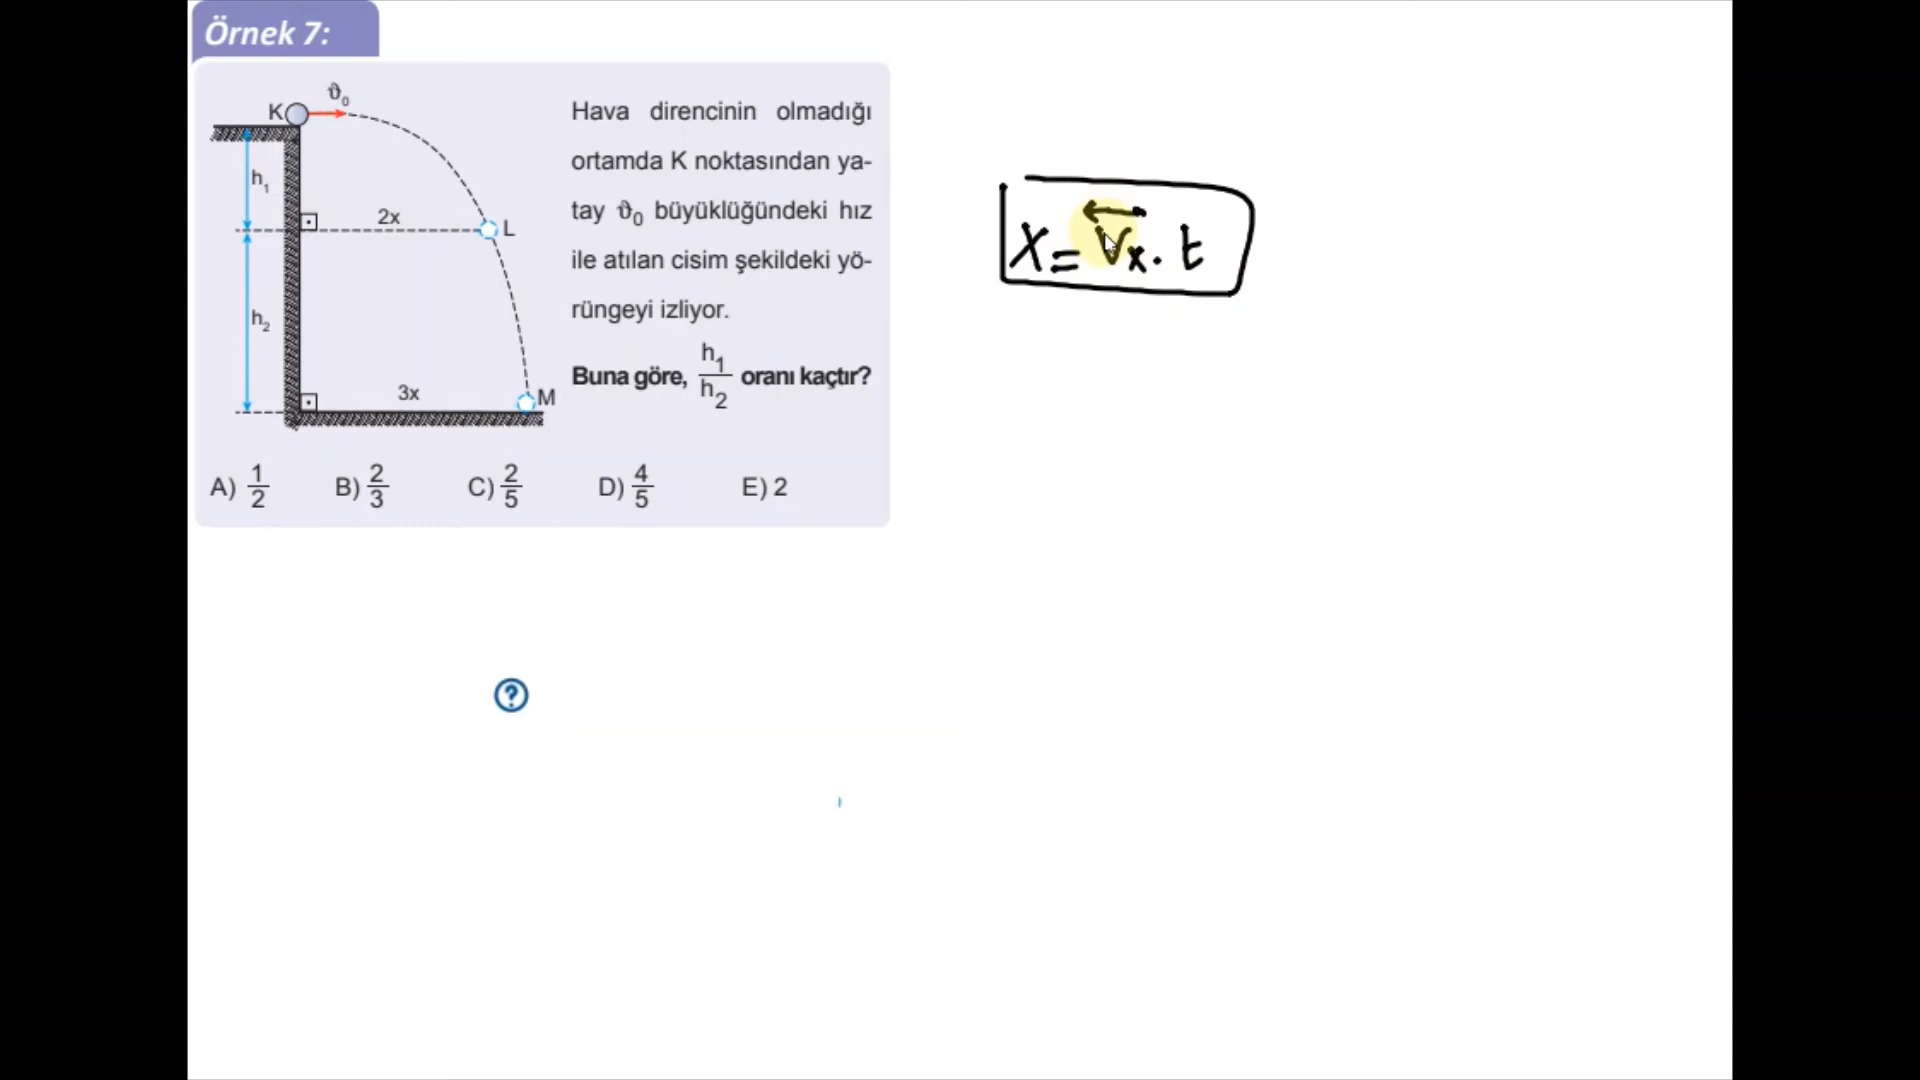 Örnek 7:
K
ϑ₀
h₁
2x
L
h₂
3x
M
Hava direncinin olmadığı
ortamda K noktasından ya-
tay ϑ₀ büyüklüğündeki hız
ile atılan cisim şekildeki yö-
rüngeyi izliyor.
Buna göre, h₁/h₂ oranı kaçtır?
A) 1/2 B) 2/3 C) 2/5 D) 4/5 E) 2
X = Vx . t
?